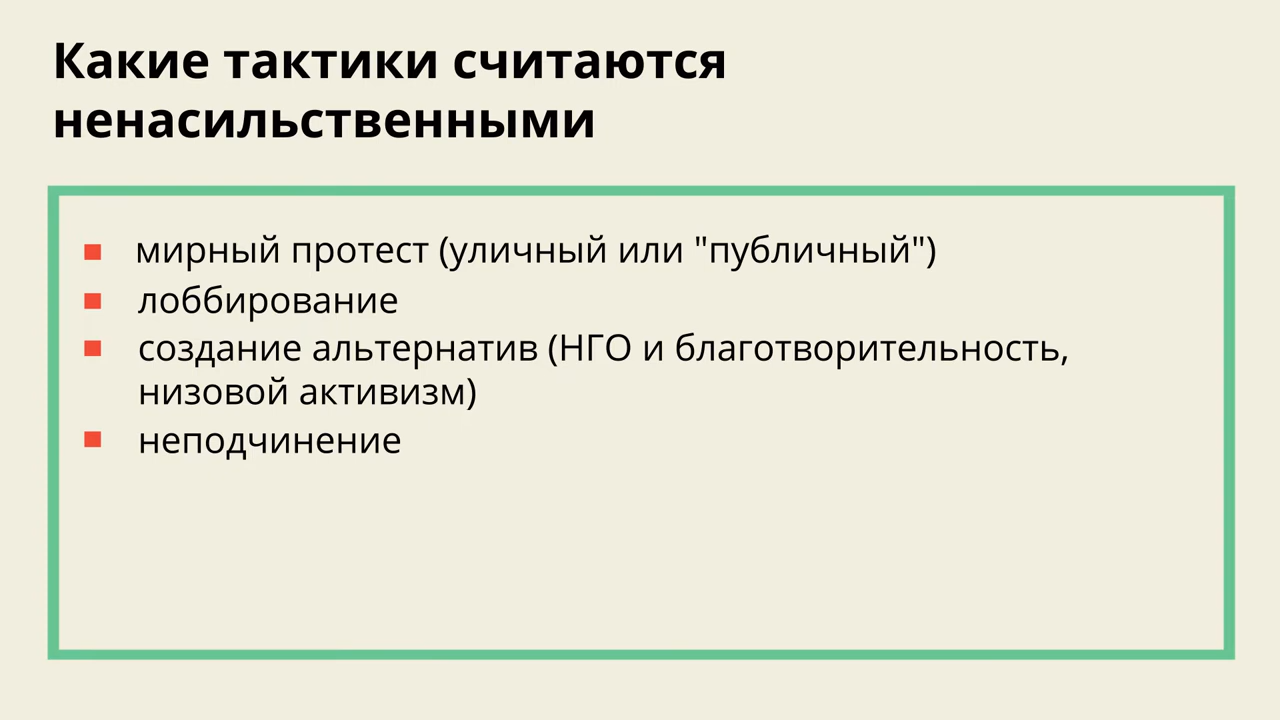 Какие тактики считаются
ненасильственными
мирный протест (уличный или "публичный")
лоббирование
создание альтернатив (НГО и благотворительность,
низовой активизм)
неподчинение